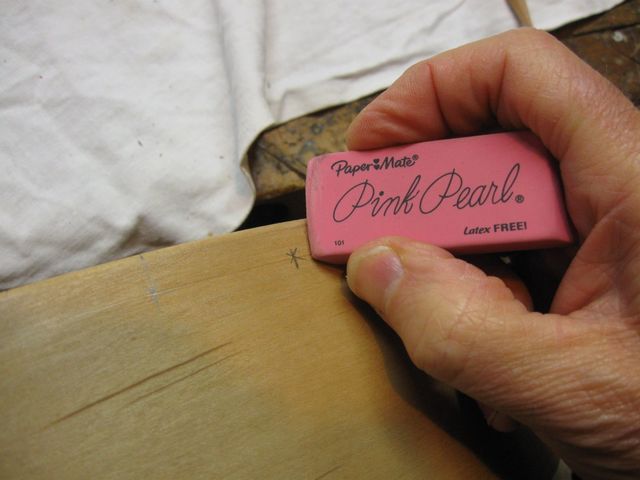 Paper Mate®
Pink Pearl®
Latex FREE!
101